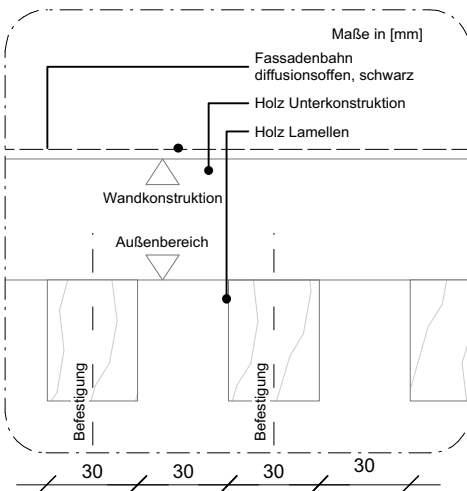 Maße in [mm]
Fassadenbahn
diffusionsoffen, schwarz
Holz Unterkonstruktion
Holz Lamellen
Wandkonstruktion
Außenbereich
Befestigung
Befestigung
30
30
30
30